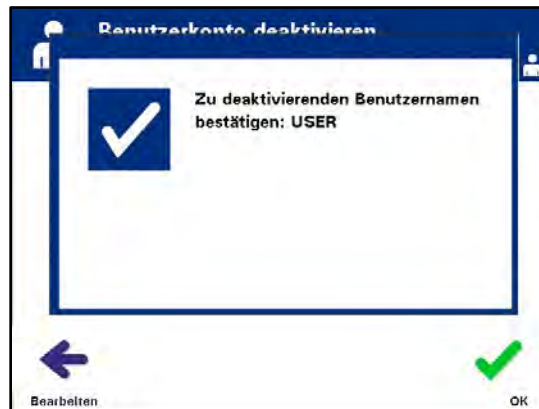 Benutzerkonto deaktivieren
Zu deaktivierenden Benutzernamen
bestätigen: USER
Bearbeiten
OK